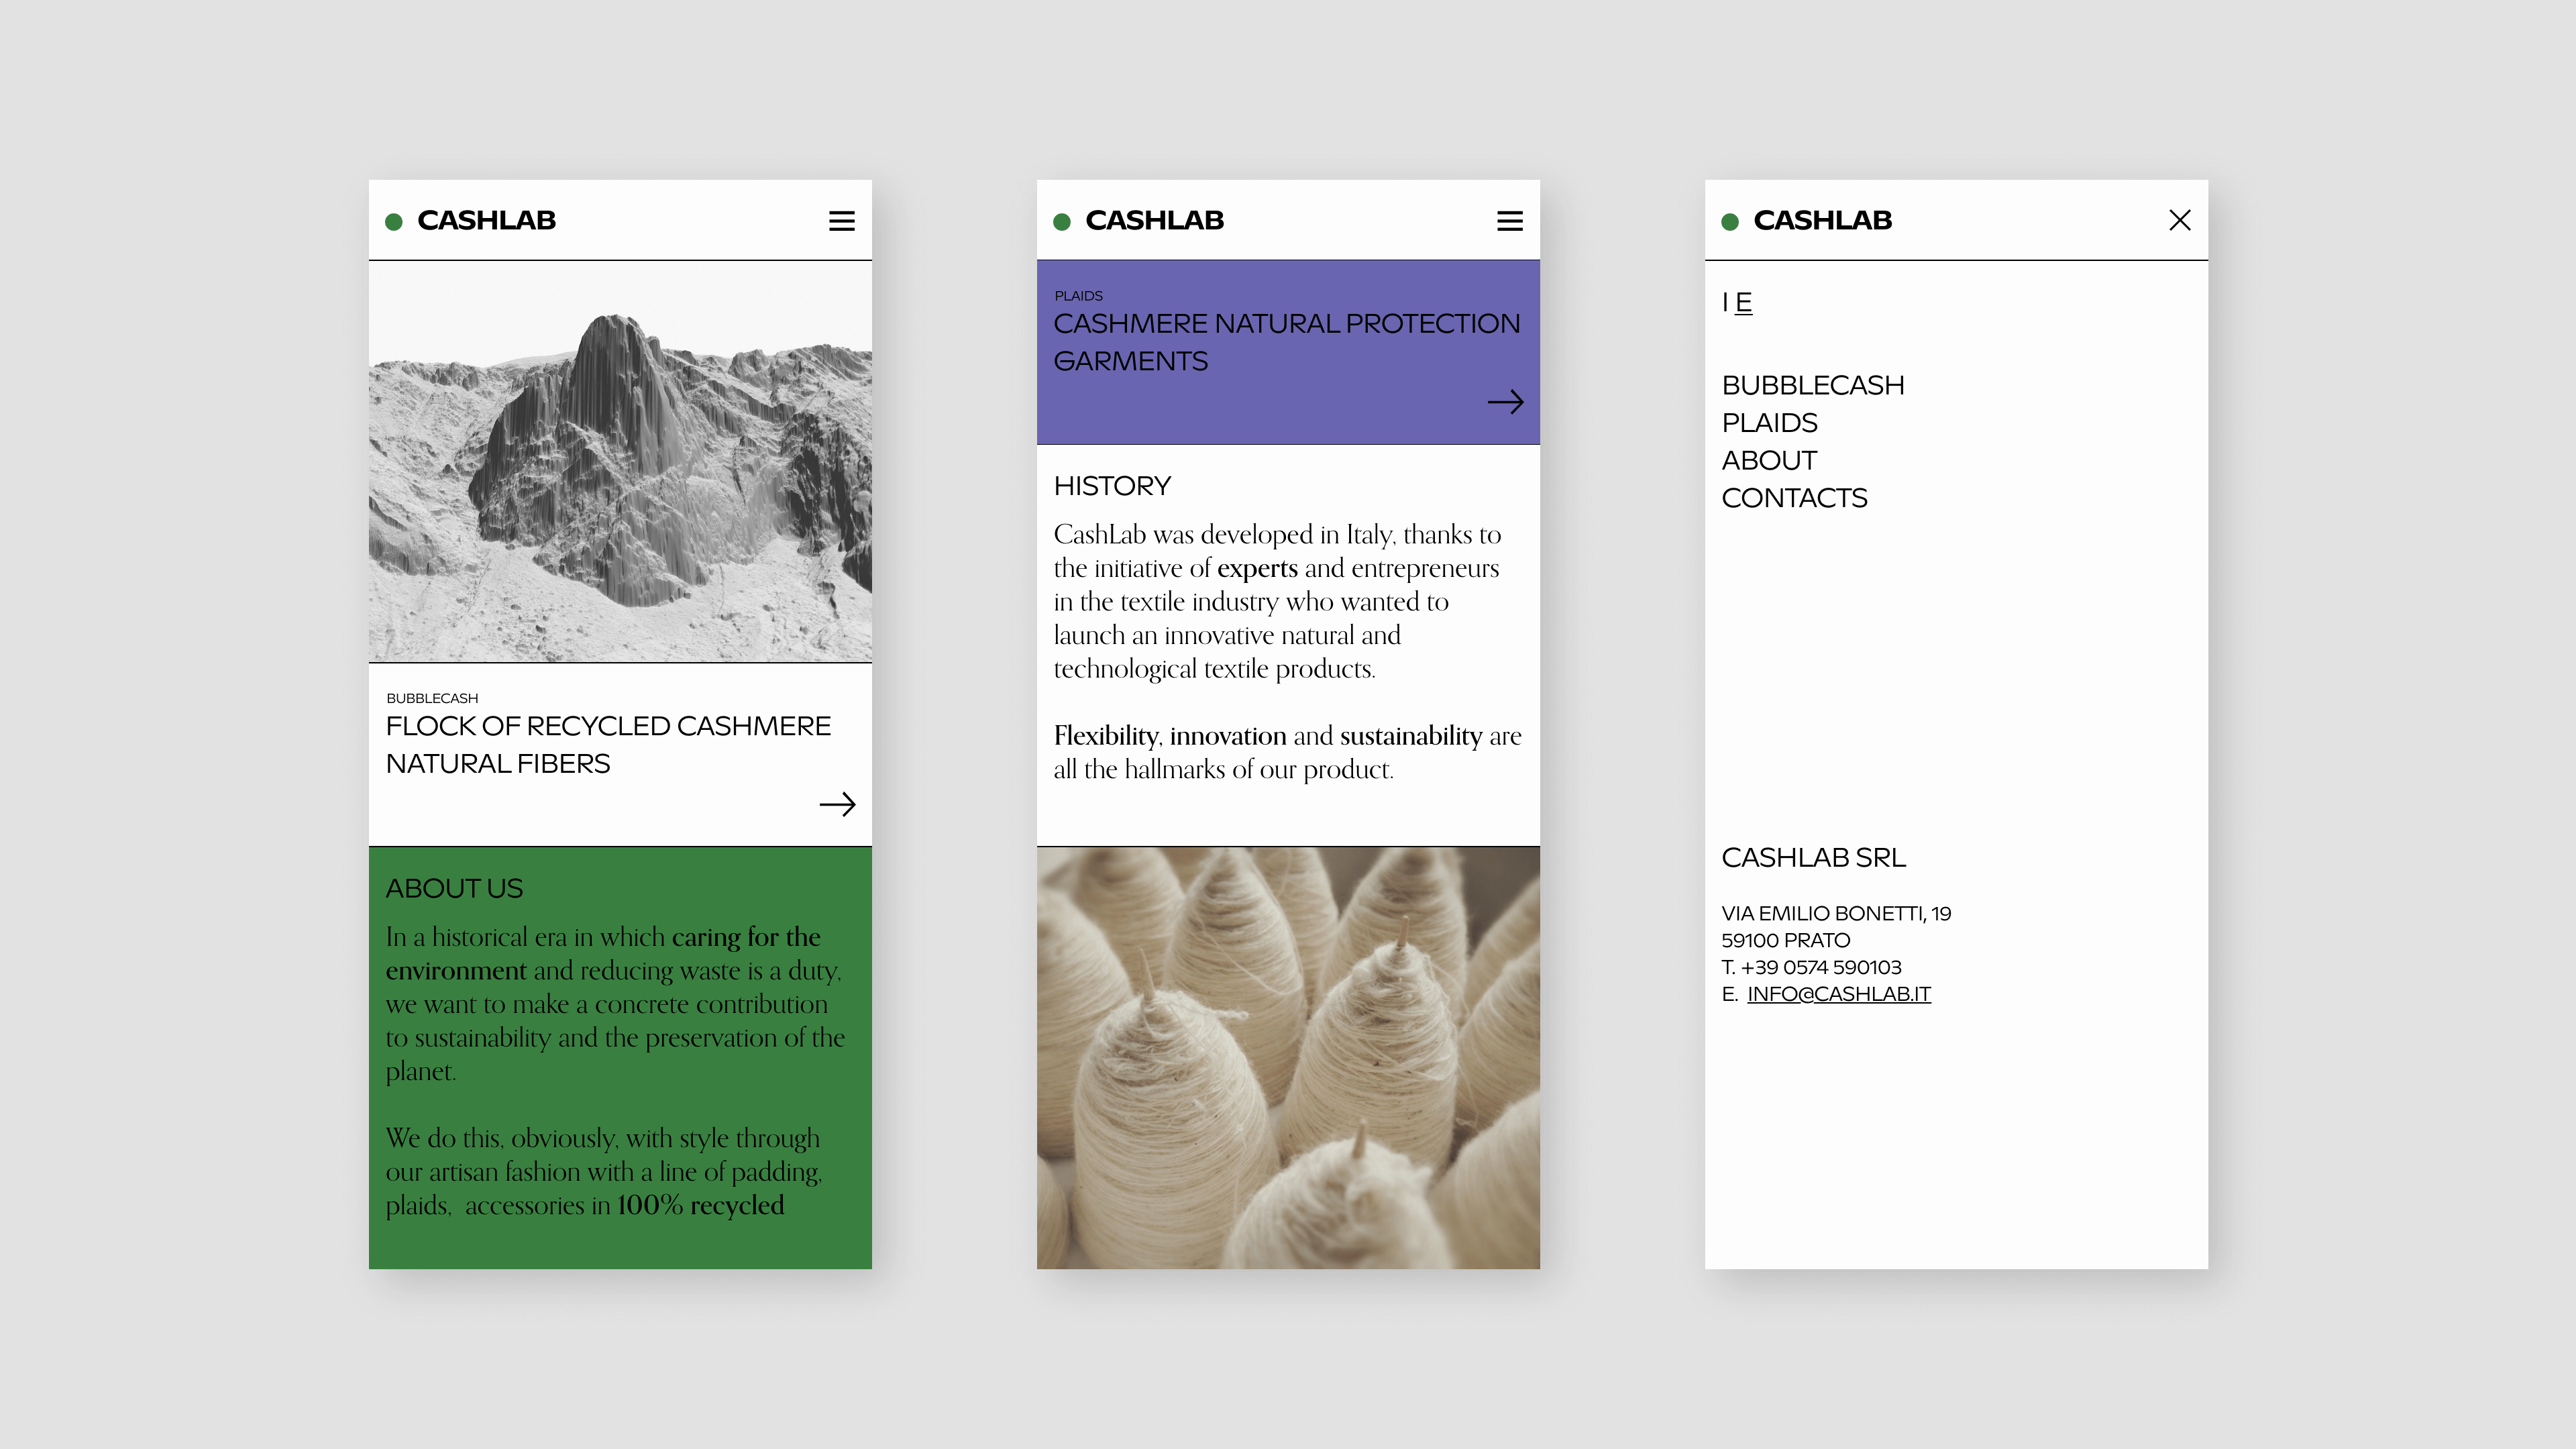 CASHLAB
BUBBLECASH
FLOCK OF RECYCLED CASHMERE
NATURAL FIBERS
ABOUT US
In a historical era in which caring for the
environment and reducing waste is a duty,
we want to make a concrete contribution
to sustainability and the preservation of the
planet.
We do this, obviously, with style through
our artisan fashion with a line of padding,
plaids,  accessories in 100% recycled
CASHLAB
PLAIDS
CASHMERE NATURAL PROTECTION
GARMENTS
HISTORY
CashLab was developed in Italy, thanks to
the initiative of experts and entrepreneurs
in the textile industry who wanted to
launch an innovative natural and
technological textile products.
Flexibility, innovation and sustainability are
all the hallmarks of our product.
CASHLAB
I E
BUBBLECASH
PLAIDS
ABOUT
CONTACTS
CASHLAB SRL
VIA EMILIO BONETTI, 19
59100 PRATO
T. +39 0574 590103
E.  INFO@CASHLAB.IT